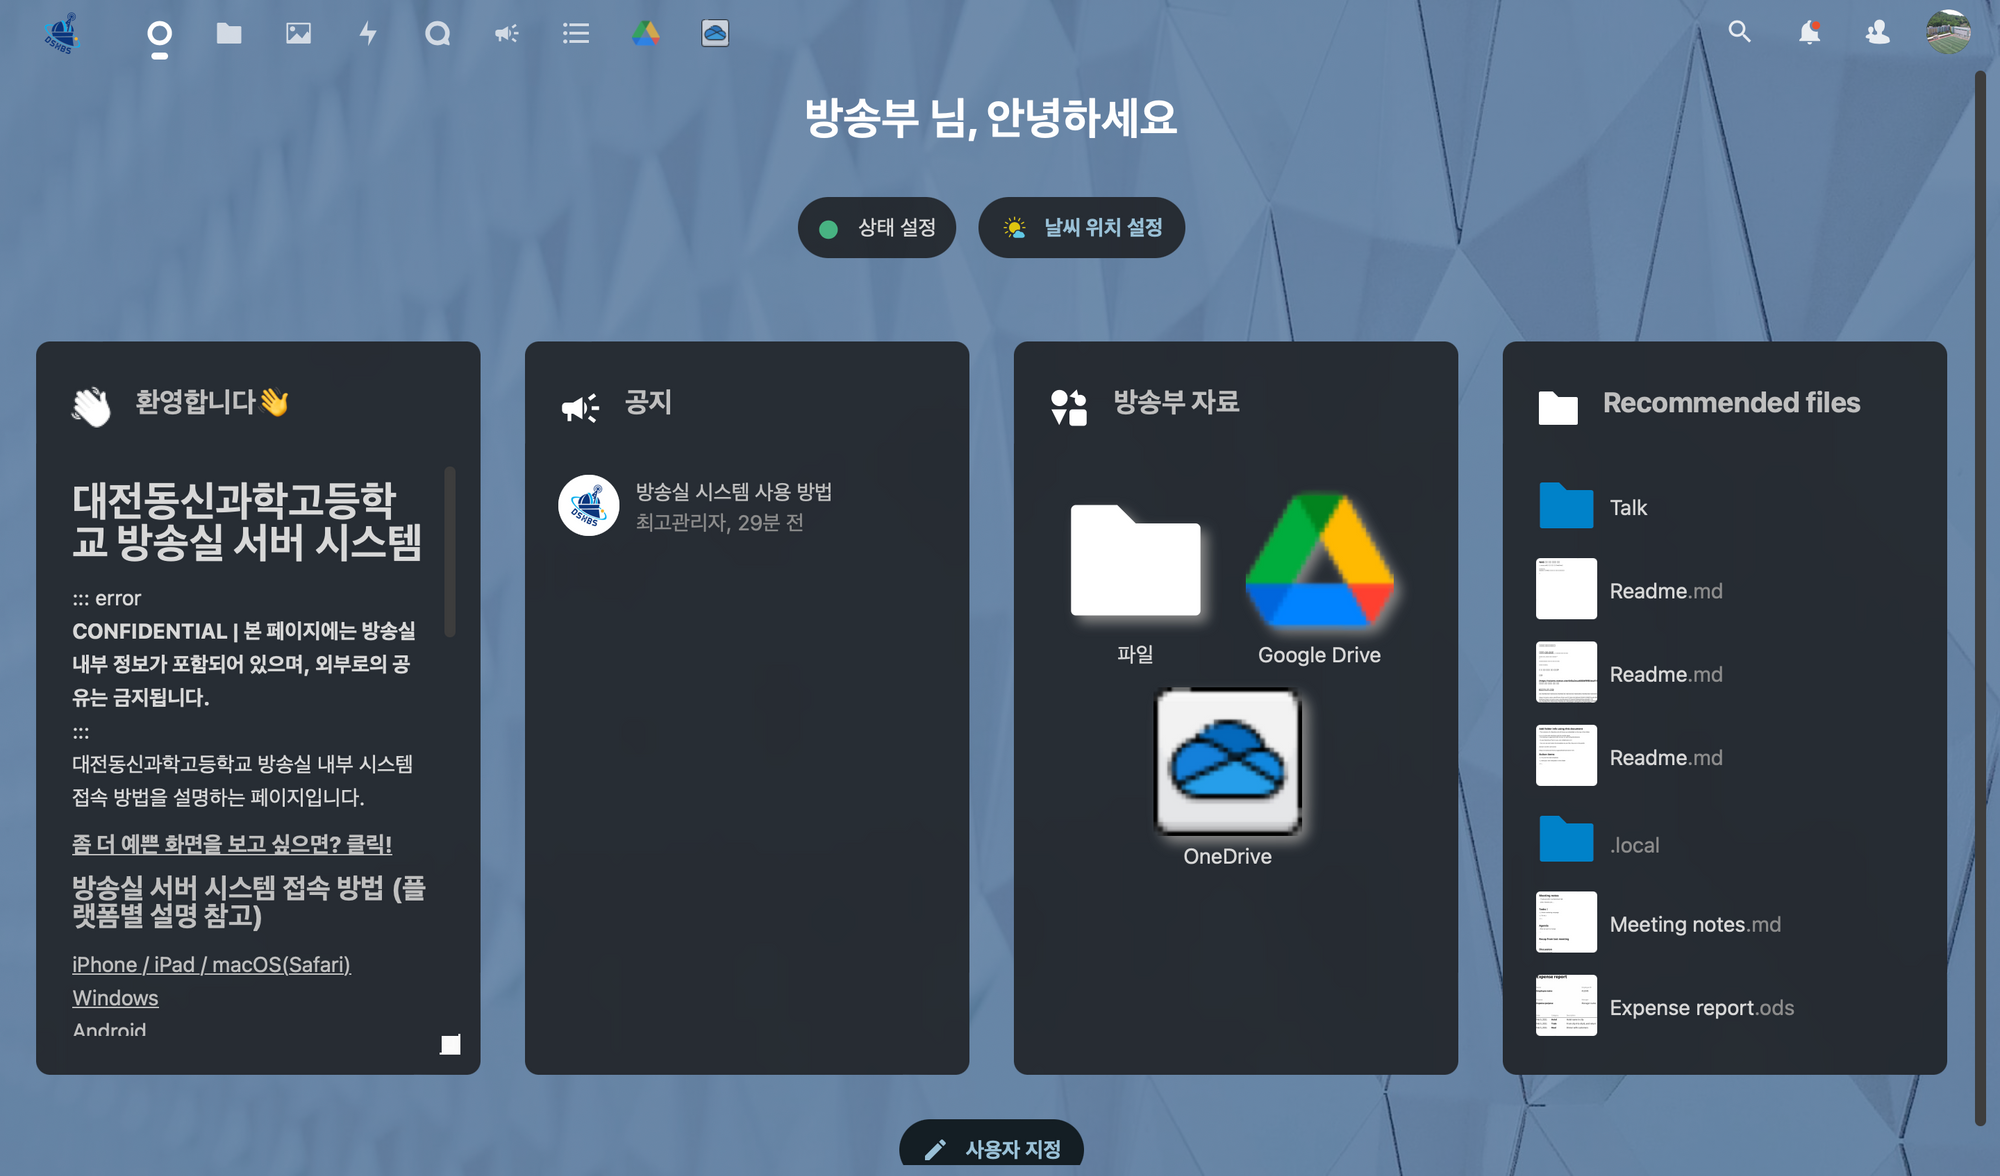 DSHBS
방송부 님, 안녕하세요
상태 설정
날씨 위치 설정
환영합니다👋
대전동신과학고등학
교 방송실 서버 시스템
::: error
CONFIDENTIAL | 본 페이지에는 방송실
내부 정보가 포함되어 있으며, 외부로의 공
유는 금지됩니다.
:::
대전동신과학고등학교 방송실 내부 시스템
접속 방법을 설명하는 페이지입니다.
좀 더 예쁜 화면을 보고 싶으면? 클릭!
방송실 서버 시스템 접속 방법 (플
랫폼별 설명 참고)
iPhone / iPad / macOS(Safari)
Windows
Android
공지
DSHBS
방송실 시스템 사용 방법
최고관리자, 29분 전
방송부 자료
파일
Google Drive
OneDrive
Recommended files
Talk
Readme.md
Readme.md
Readme.md
.local
Meeting notes.md
Expense report
Expense report.ods
사용자 지정